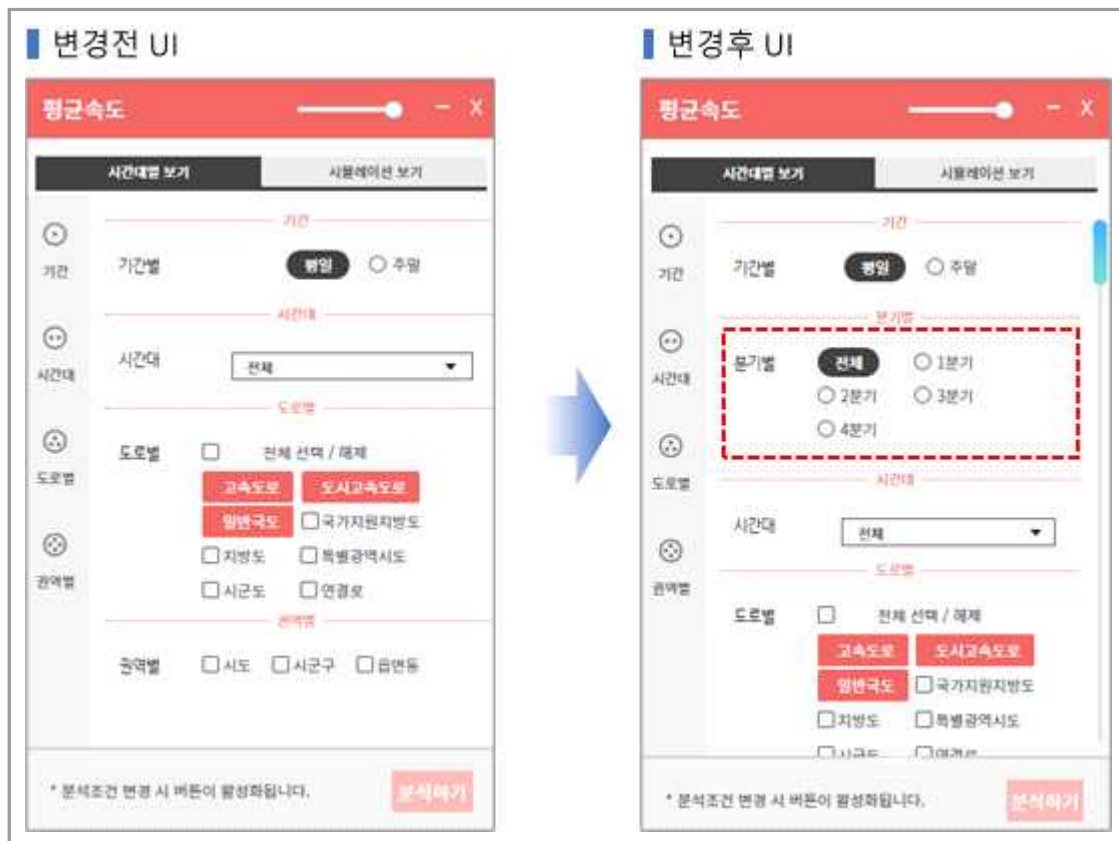 변경전 UI
평균속도 - X
시간대별 보기 시뮬레이션 보기
기간
시간대
도로별
권역별
기간
기간별 평일 주말
시간대
시간대 전체
도로별
도로별 전체 선택 / 해제
고속도로 도시고속도로
일반국도 국가지원지방도
지방도 특별광역시도
시군도 연결로
권역별
권역별 시도 시군구 읍면동
* 분석조건 변경 시 버튼이 활성화됩니다. 분석하기
변경후 UI
평균속도 - X
시간대별 보기 시뮬레이션 보기
기간
시간대
도로별
권역별
기간
기간별 평일 주말
분기별
분기별 전체 1분기
2분기 3분기
4분기
시간대
시간대 전체
도로별
도로별 전체 선택 / 해제
고속도로 도시고속도로
일반국도 국가지원지방도
지방도 특별광역시도
시군도 연결로
* 분석조건 변경 시 버튼이 활성화됩니다. 분석하기